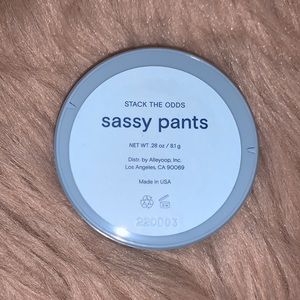 STACK THE ODDS
sassy pants
NET WT .28 oz / 8.1 g
Distr. by Alleyoop, Inc.
Los Angeles, CA 90069
Made in USA